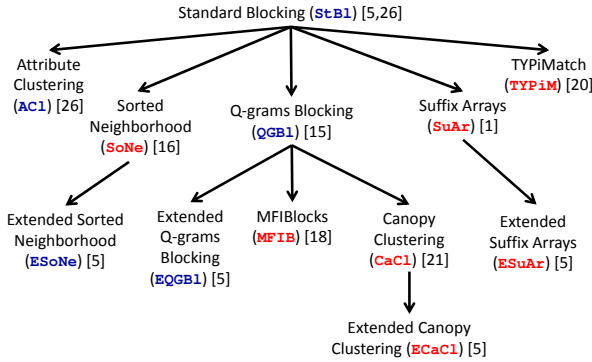 Standard Blocking (StBl) [5,26]
Attribute
Clustering
(ACl) [26]
Sorted
Neighborhood
(SoNe) [16]
Q-grams Blocking
(QGBl) [15]
Suffix Arrays
(SuAr) [1]
TYPiMatch
(TYPiM) [20]
Extended Sorted
Neighborhood
(ESoNe) [5]
Extended
Q-grams
Blocking
(EQGBl) [5]
MFIBlocks
(MFIB) [18]
Canopy
Clustering
(CaCl) [21]
Extended
Suffix Arrays
(ESuAr) [5]
Extended Canopy
Clustering (ECaCl) [5]